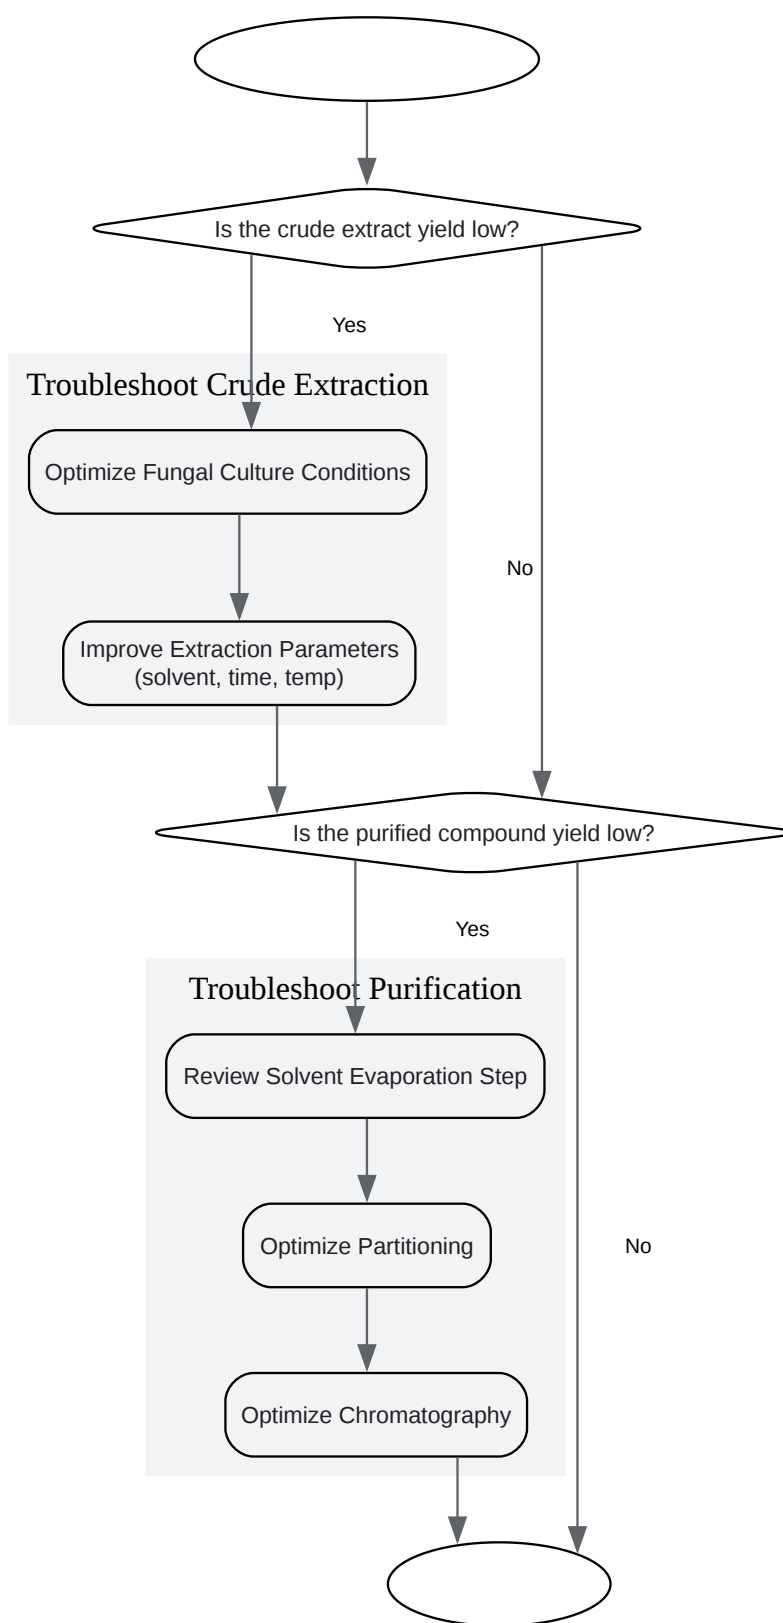 Is the crude extract yield low?
Yes
Troubleshoot Crude Extraction
Optimize Fungal Culture Conditions
No
Improve Extraction Parameters
(solvent, time, temp)
Is the purified compound yield low?
Yes
Troubleshoot Purification
Review Solvent Evaporation Step
Optimize Partitioning
No
Optimize Chromatography